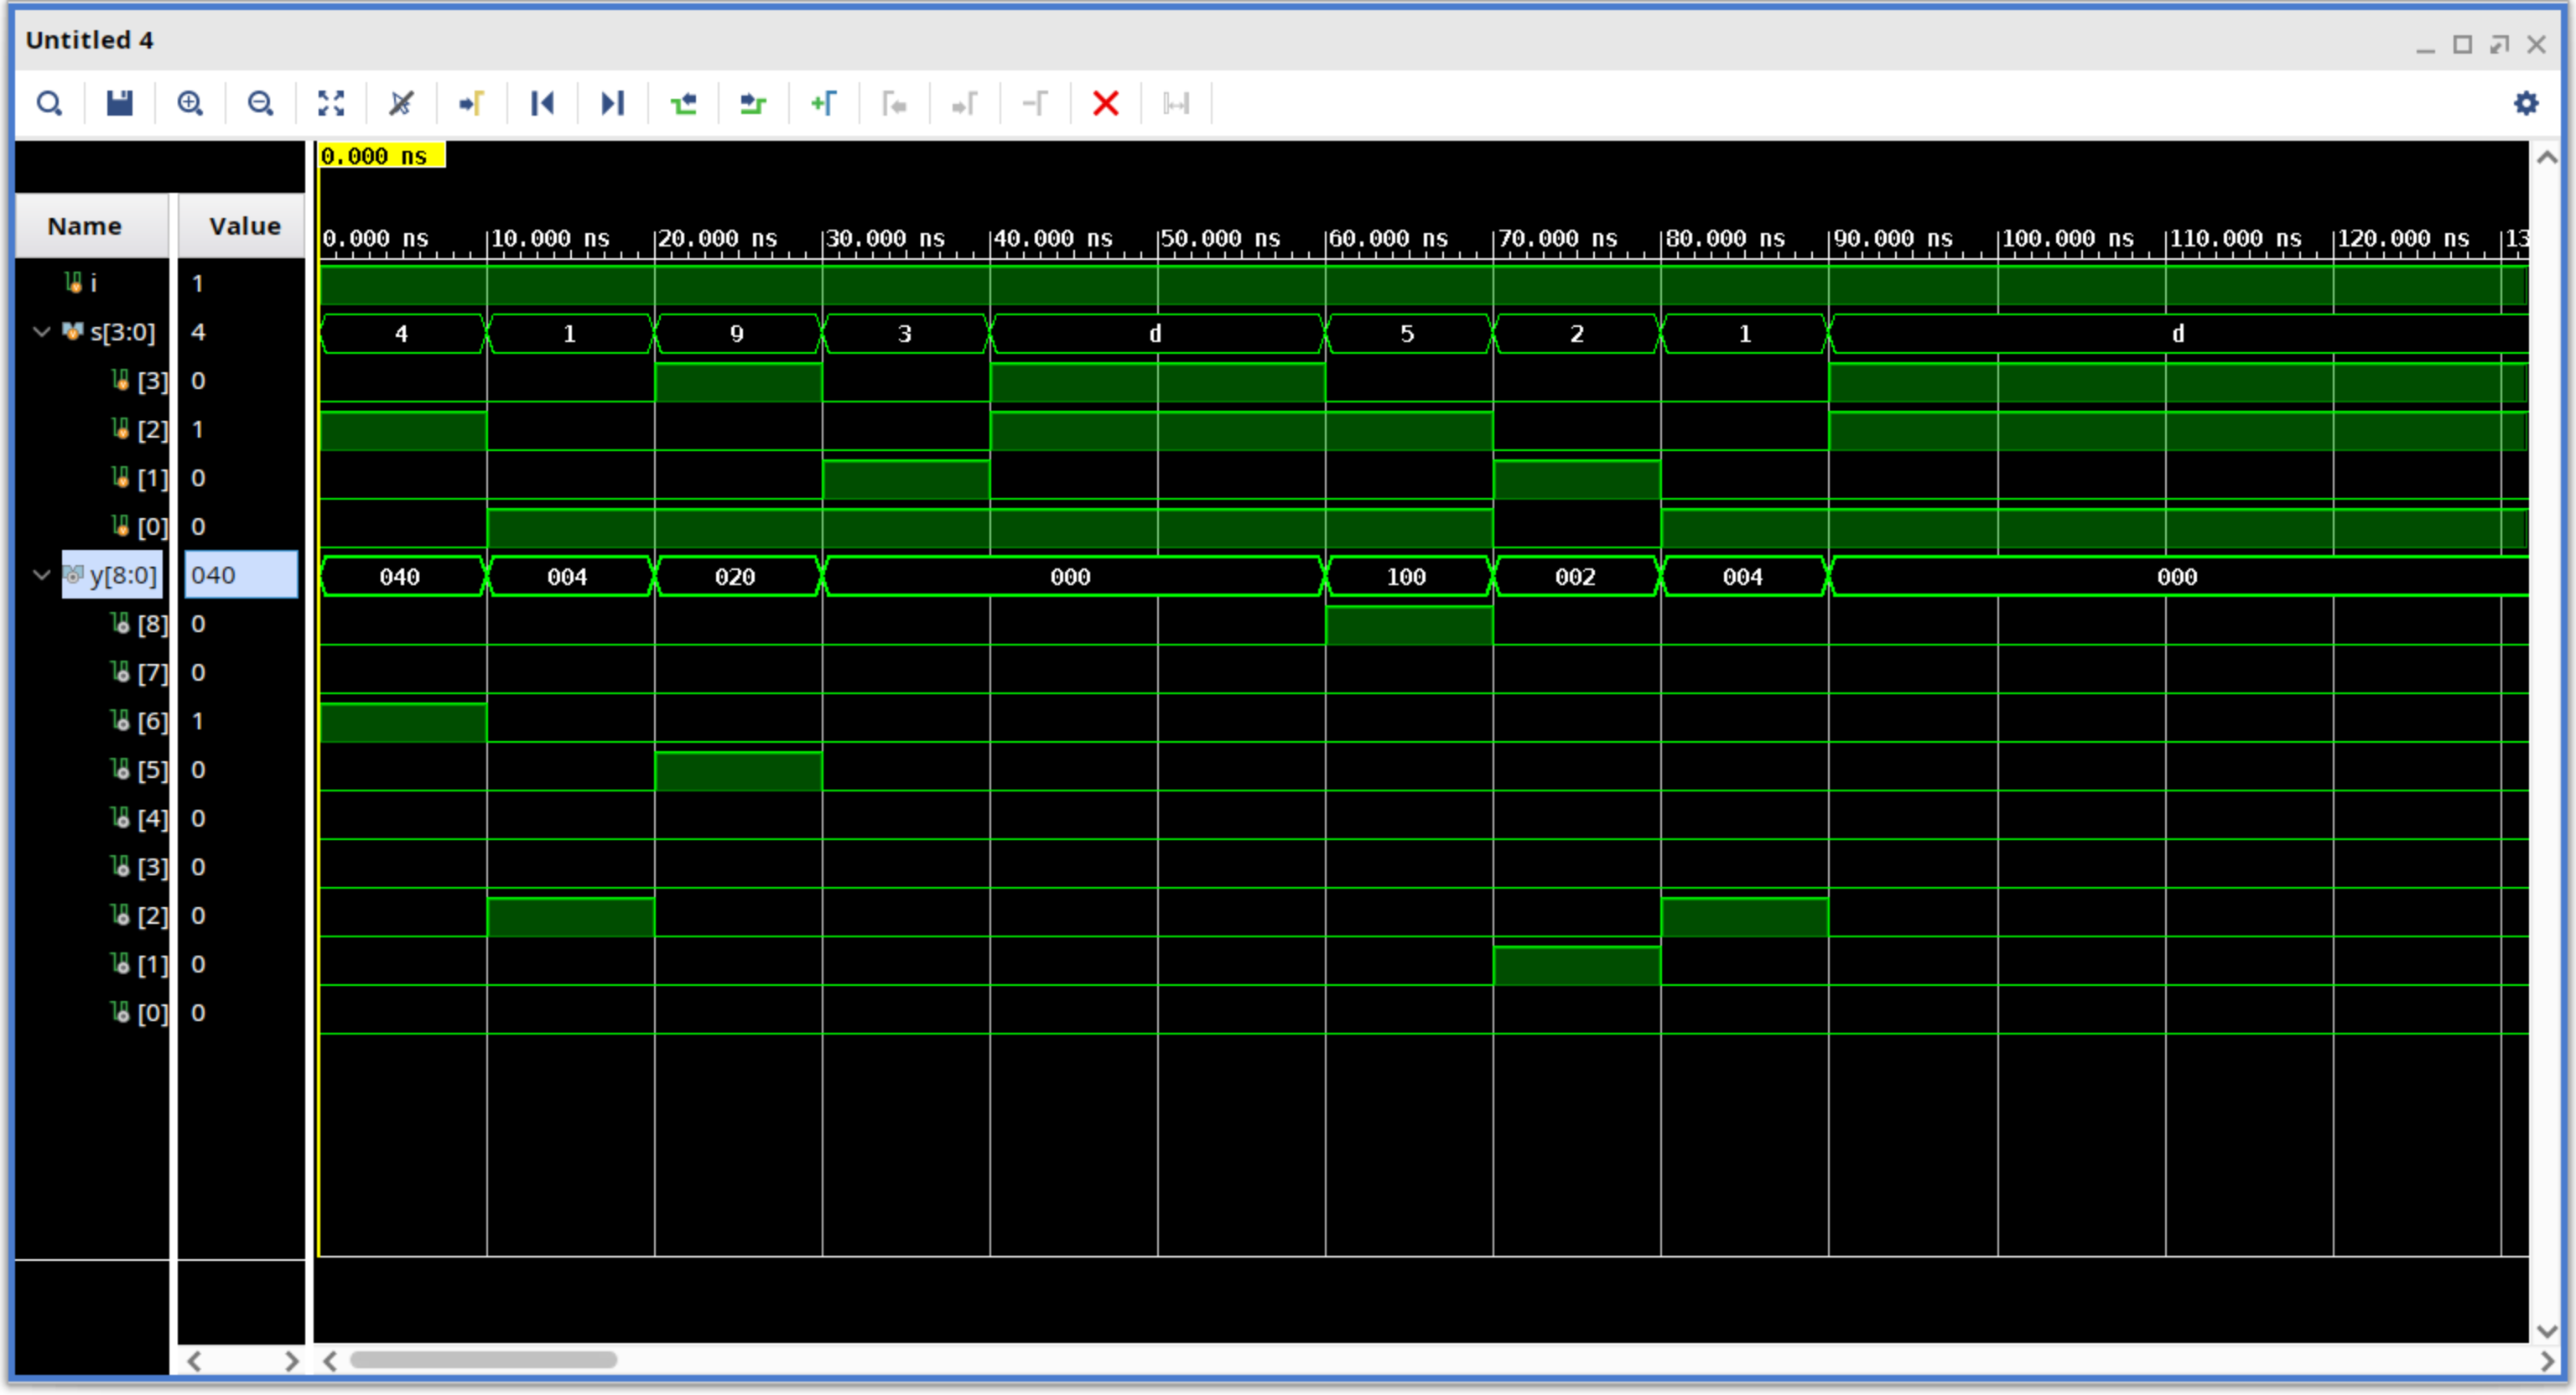 Untitled 4
0.000 ns
Name Value
0.000 ns 10.000 ns 20.000 ns 30.000 ns 40.000 ns 50.000 ns 60.000 ns 70.000 ns 80.000 ns 90.000 ns 100.000 ns 110.000 ns 120.000 ns 13
i 1
s[3:0] 4 4 1 9 3 d 5 2 1 d
[3] 0
[2] 1
[1] 0
[0] 0
y[8:0] 040 040 004 020 000 100 002 004 000
[8] 0
[7] 0
[6] 1
[5] 0
[4] 0
[3] 0
[2] 0
[1] 0
[0] 0